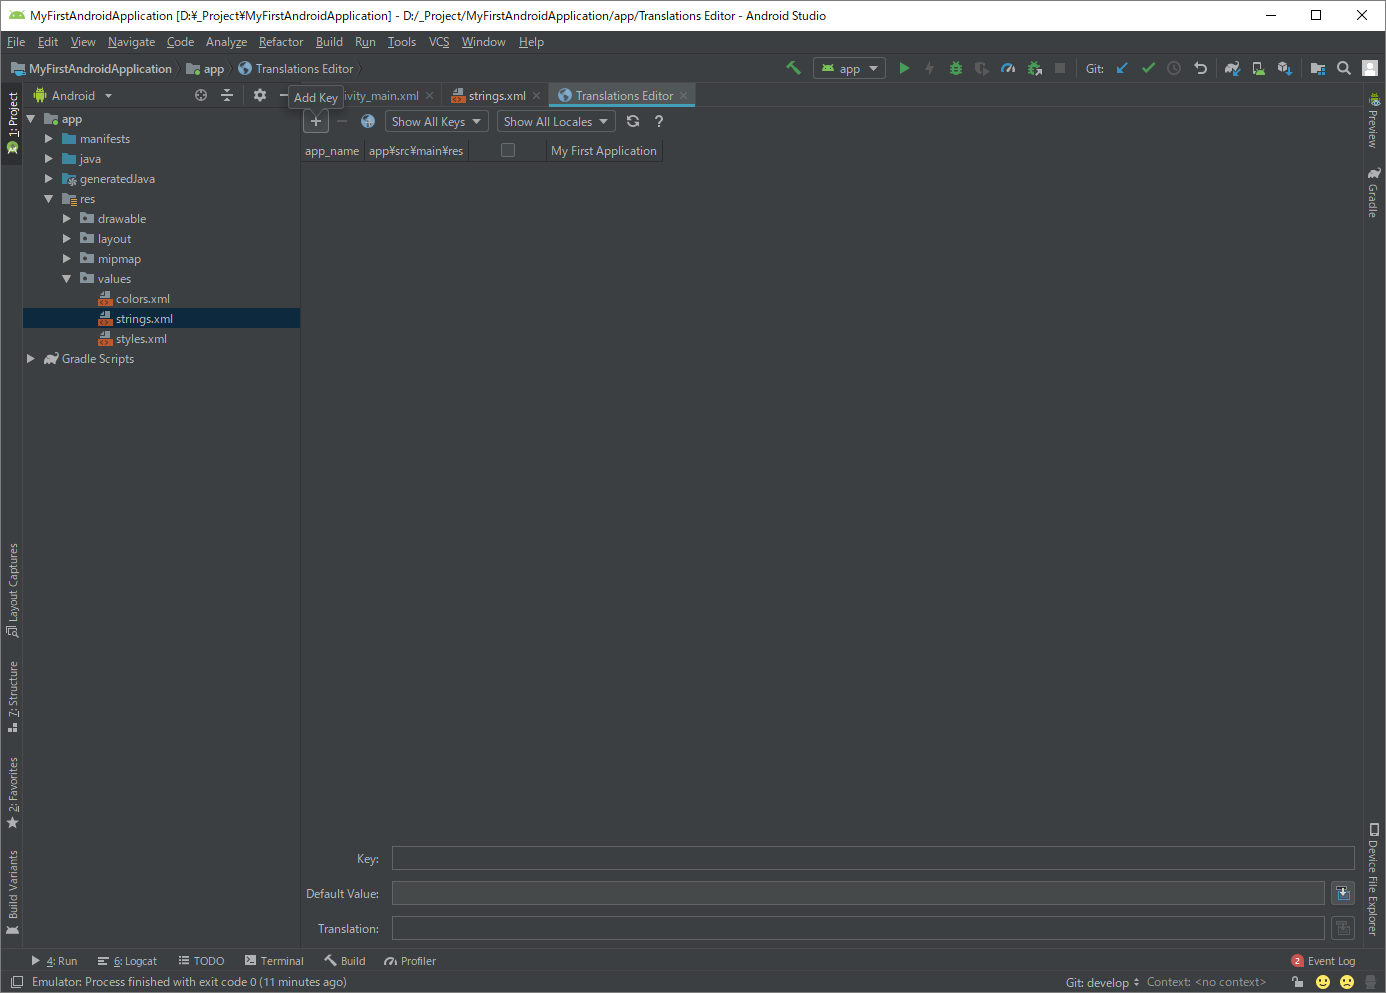 MyFirstAndroidApplication [D:¥_Project¥MyFirstAndroidApplication] - D:/_Project/MyFirstAndroidApplication/app/Translations Editor - Android Studio
File Edit View Navigate Code Analyze Refactor Build Run Tools VCS Window Help
MyFirstAndroidApplication app Translations Editor
app
Git:
1: Project
Android
Add Key
ivity_main.xml
strings.xml
Translations Editor
Show All Keys
Show All Locales
?
app_name app¥src¥main¥res My First Application
app
manifests
java
generatedJava
res
drawable
layout
mipmap
values
colors.xml
strings.xml
styles.xml
Gradle Scripts
Layout Captures
7: Structure
2: Favorites
Build Variants
Preview
Gradle
Device File Explorer
Key:
Default Value:
Translation:
4: Run 6: Logcat TODO Terminal Build Profiler
2 Event Log
Emulator: Process finished with exit code 0 (11 minutes ago)
Git: develop Context: <no context>